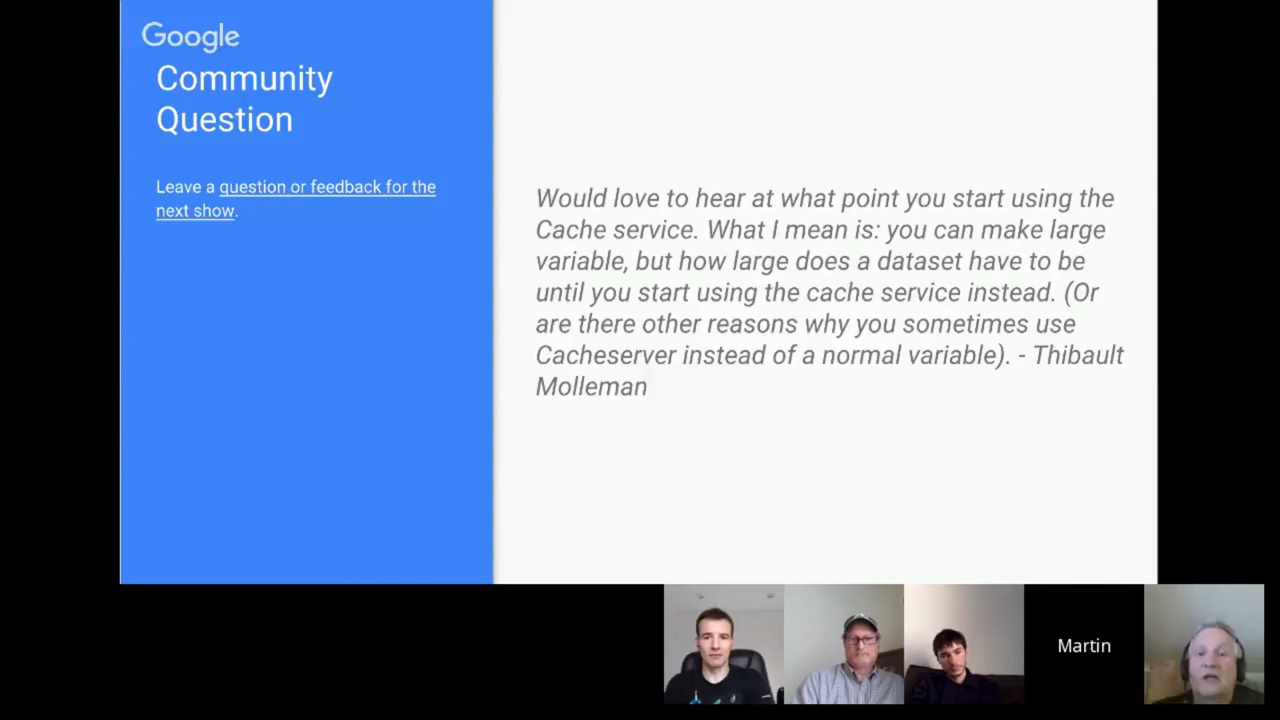 Google
Community
Question
Leave a question or feedback for the
next show.
Would love to hear at what point you start using the
Cache service. What I mean is: you can make large
variable, but how large does a dataset have to be
until you start using the cache service instead. (Or
are there other reasons why you sometimes use
Cacheserver instead of a normal variable). - Thibault
Molleman
Martin